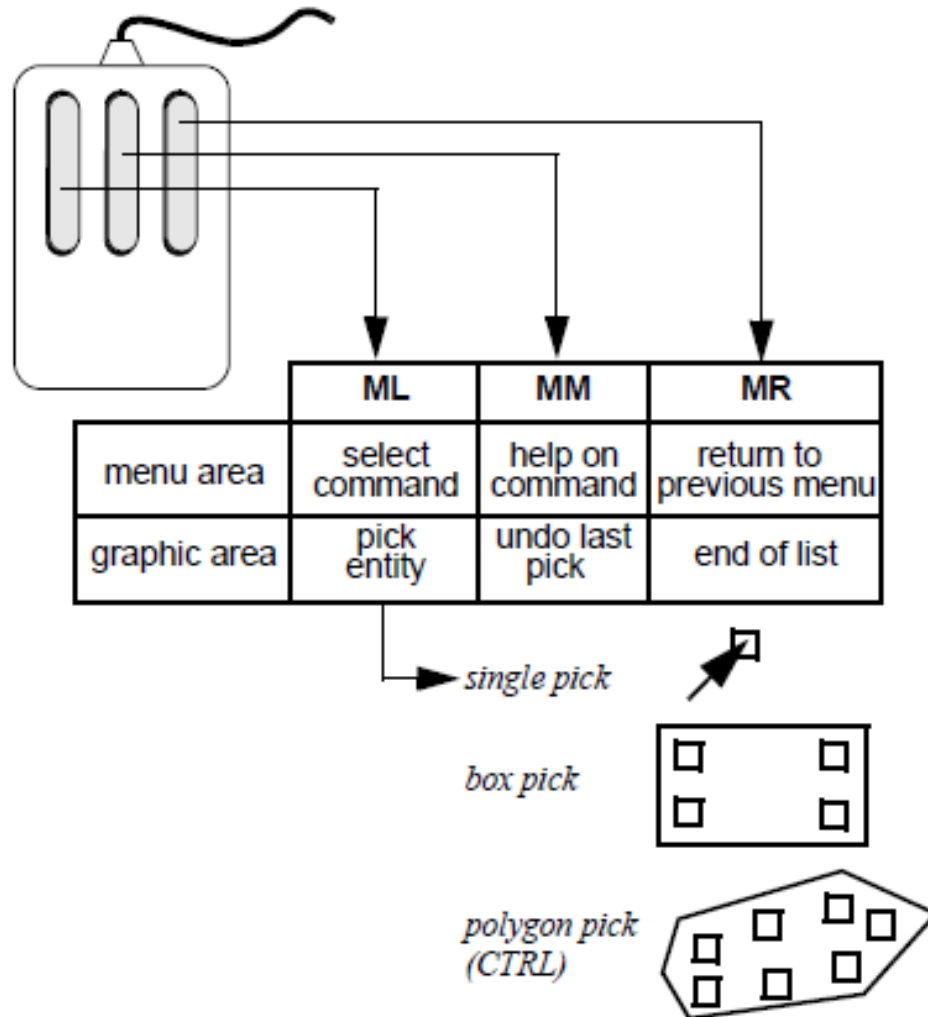 ML MM MR
menu area
select
command
help on
command
return to
previous menu
graphic area
pick
entity
undo last
pick
end of list
single pick
box pick
polygon pick
(CTRL)